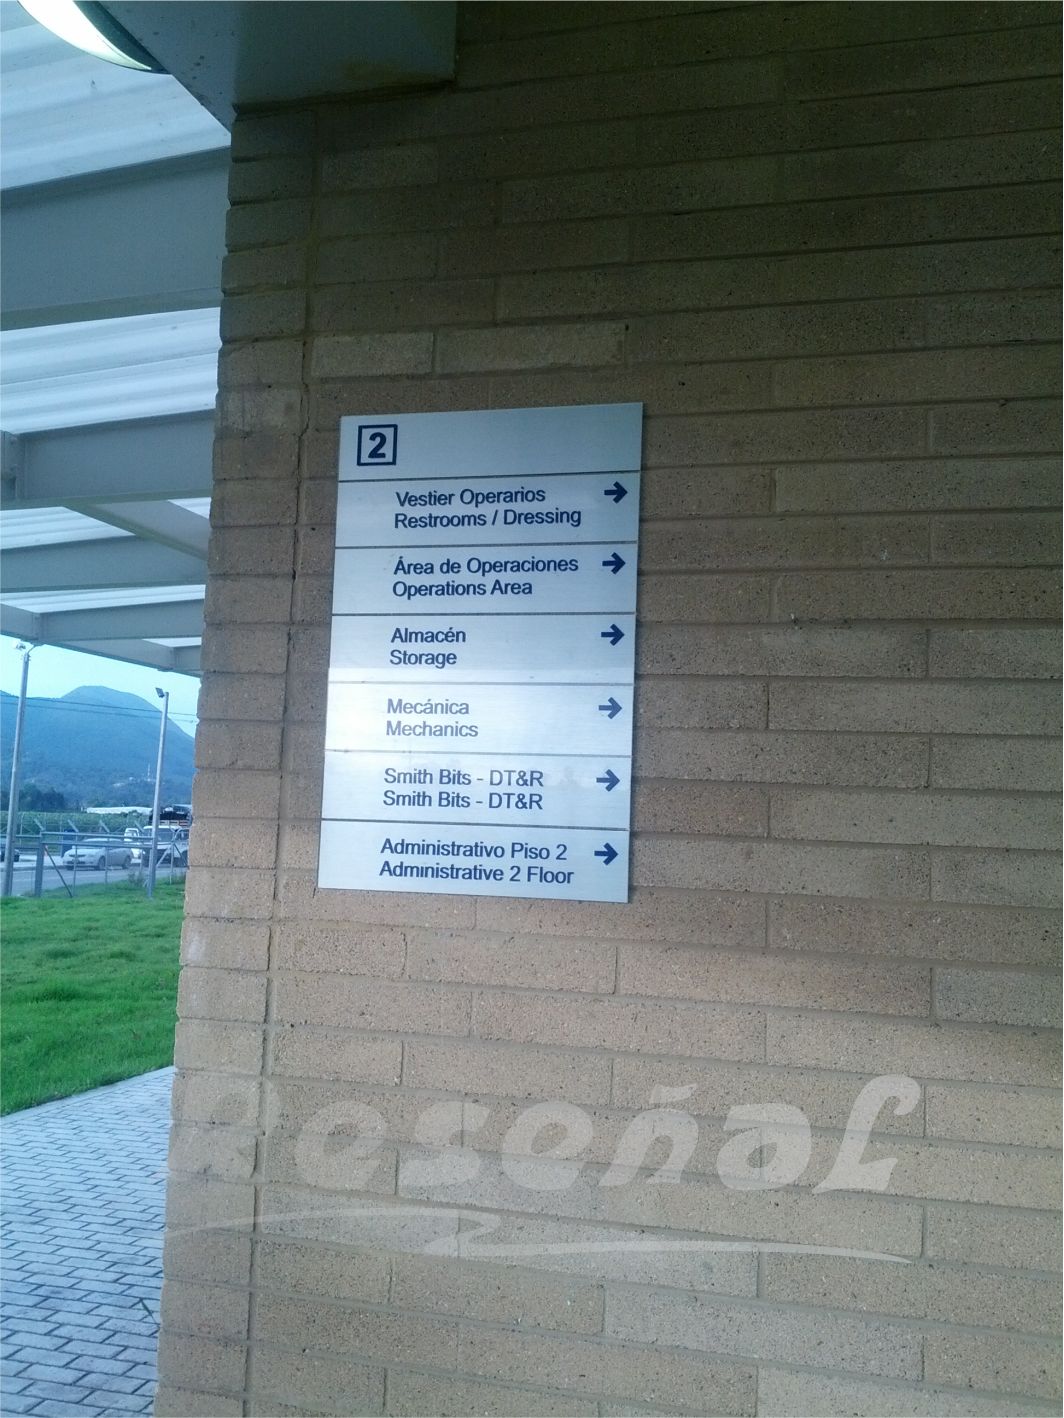 2
Vestier Operarios
Restrooms / Dressing
Área de Operaciones
Operations Area
Almacén
Storage
Mecánica
Mechanics
Smith Bits - DT&R
Smith Bits - DT&R
Administrativo Piso 2
Administrative 2 Floor
Reseñal